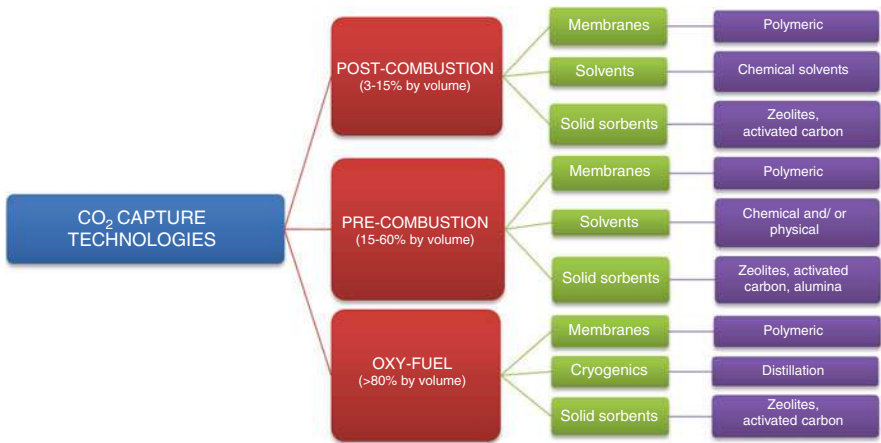 CO₂ CAPTURE
TECHNOLOGIES
POST-COMBUSTION
(3-15% by volume)
Membranes
Polymeric
Solvents
Chemical solvents
Solid sorbents
Zeolites,
activated carbon
PRE-COMBUSTION
(15-60% by volume)
Membranes
Polymeric
Solvents
Chemical and/ or
physical
Solid sorbents
Zeolites, activated
carbon, alumina
OXY-FUEL
(>80% by volume)
Membranes
Polymeric
Cryogenics
Distillation
Solid sorbents
Zeolites,
activated carbon